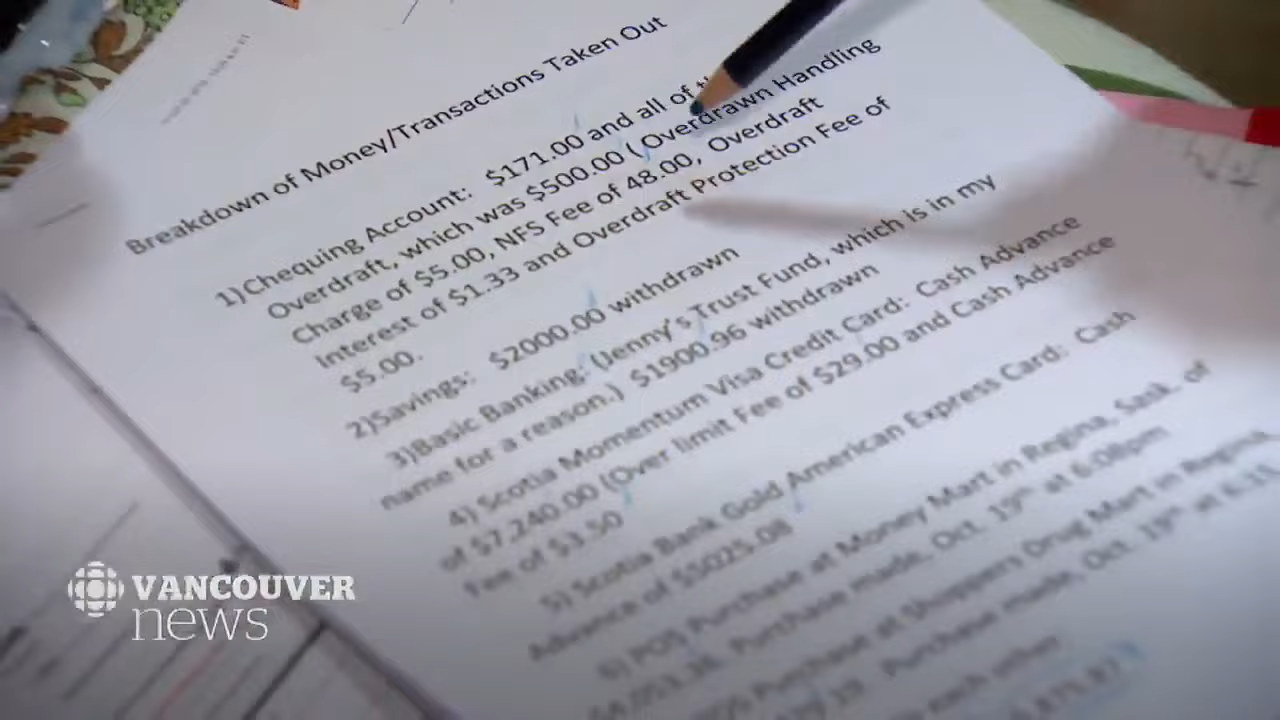 Breakdown of Money/Transactions Taken Out
1)Chequing Account: $171.00 and all of
Overdraft, which was $500.00 (Overdrawn Handling
Charge of $5.00, NFS Fee of 48.00, Overdraft
Interest of $1.33 and Overdraft Protection Fee of
$5.00.
2)Savings: $2000.00 withdrawn
3)Basic Banking: (Jenny's Trust Fund, which is in my
name for a reason.) $1900.96 withdrawn
4) Scotia Momentum Visa Credit Card: Cash Advance
of $7,240.00 (Over limit Fee of $29.00 and Cash Advance
Fee of $3.50
5) Scotia Bank Gold American Express Card: Cash
Advance of $5025.08
6) POS Purchase at Money Mart in Regina, Sask. of
Purchase made, Oct. 19th at 6:08pm
POS Purchase at Shoppers Drug Mart in Regina,
Purchase made, Oct. 19th at
each other
VANCOUVER
news